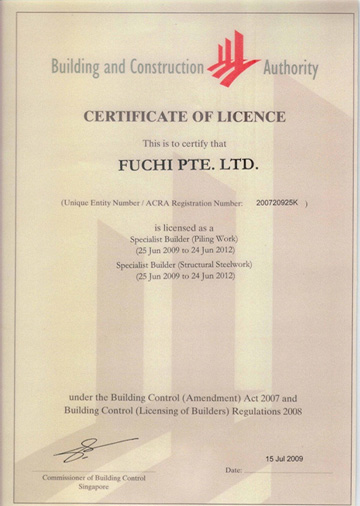 Building and Construction Authority
CERTIFICATE OF LICENCE
This is to certify that
FUCHI PTE. LTD.
(Unique Entity Number / ACRA Registration Number: 200720925K )
is licensed as a
Specialist Builder (Piling Work)
(25 Jun 2009 to 24 Jun 2012)
Specialist Builder (Structural Steelwork)
(25 Jun 2009 to 24 Jun 2012)
under the Building Control (Amendment) Act 2007 and
Building Control (Licensing of Builders) Regulations 2008
15 Jul 2009
Date:
Commissioner of Building Control
Singapore